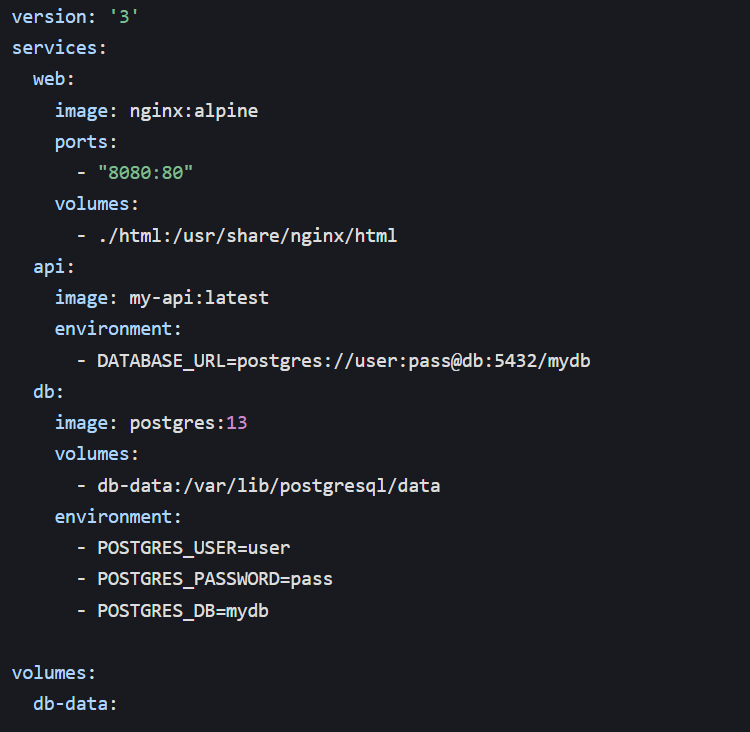 version: '3'
services:
  web:
    image: nginx:alpine
    ports:
      - "8080:80"
    volumes:
      - ./html:/usr/share/nginx/html
  api:
    image: my-api:latest
    environment:
      - DATABASE_URL=postgres://user:pass@db:5432/mydb
  db:
    image: postgres:13
    volumes:
      - db-data:/var/lib/postgresql/data
    environment:
      - POSTGRES_USER=user
      - POSTGRES_PASSWORD=pass
      - POSTGRES_DB=mydb

volumes:
  db-data: